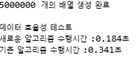 5000000 개의 배열 생성 완료
데이터 효율성 테스트
새로운 알고리즘 수행시간 :0.184초
기존 알고리즘 수행시간 :0.341초